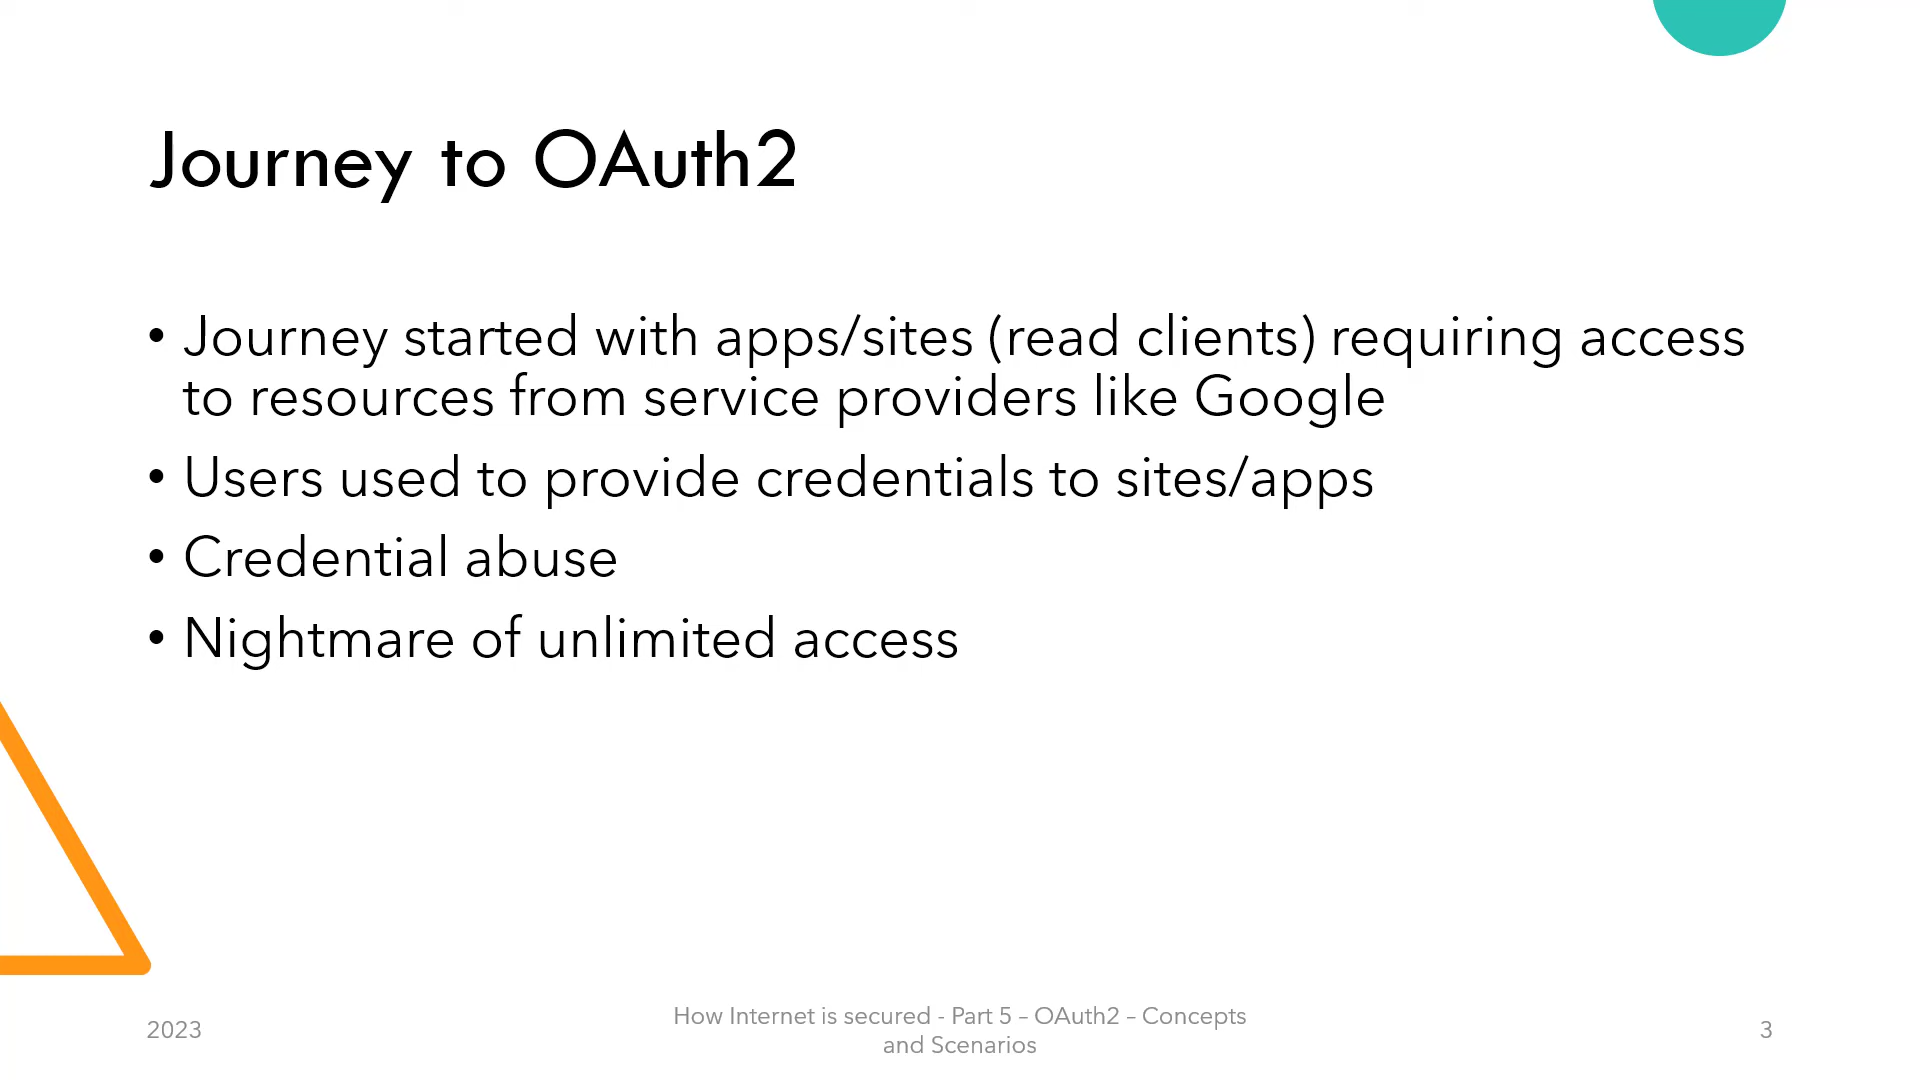 Journey to OAuth2
• Journey started with apps/sites (read clients) requiring access
to resources from service providers like Google
• Users used to provide credentials to sites/apps
• Credential abuse
• Nightmare of unlimited access
2023
How Internet is secured - Part 5 – OAuth2 – Concepts
and Scenarios
3